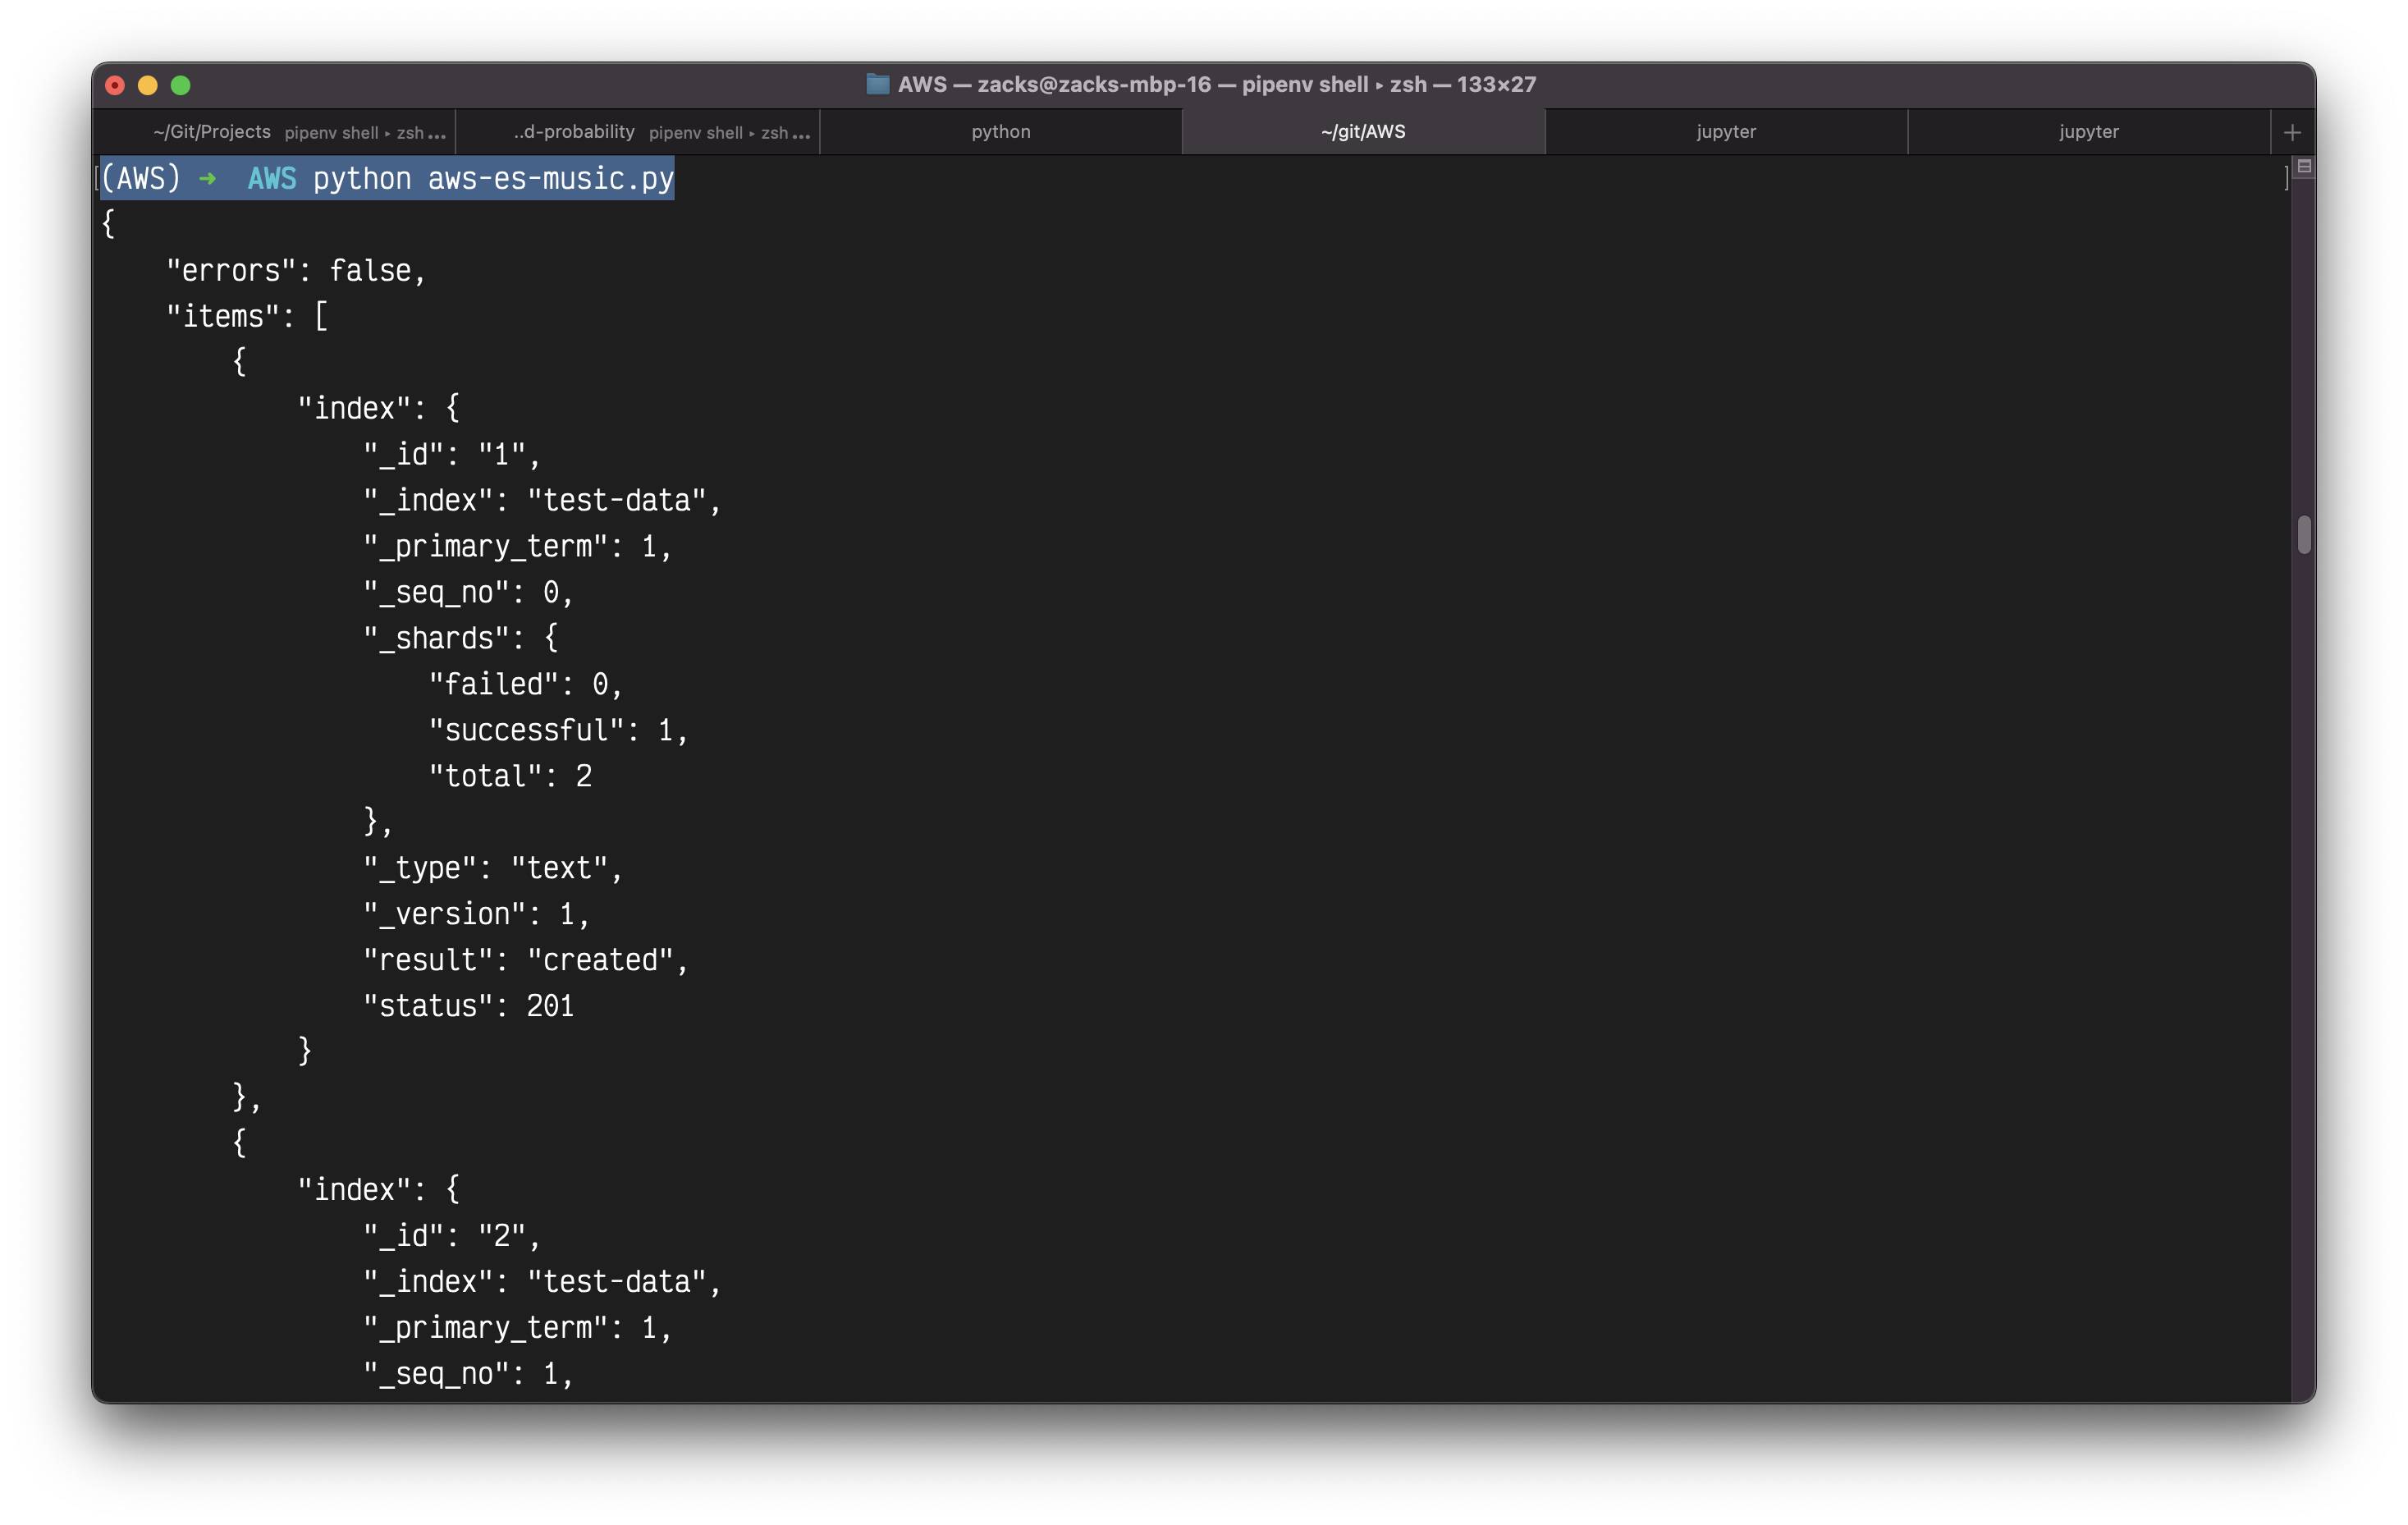 AWS — zacks@zacks-mbp-16 — pipenv shell ▸ zsh — 133×27
~/Git/Projects pipenv shell ▸ zsh ... ..d-probability pipenv shell ▸ zsh ... python ~/git/AWS jupyter jupyter +
[(AWS) ➜  AWS python aws-es-music.py ]
{
    "errors": false,
    "items": [
        {
            "index": {
                "_id": "1",
                "_index": "test-data",
                "_primary_term": 1,
                "_seq_no": 0,
                "_shards": {
                    "failed": 0,
                    "successful": 1,
                    "total": 2
                },
                "_type": "text",
                "_version": 1,
                "result": "created",
                "status": 201
            }
        },
        {
            "index": {
                "_id": "2",
                "_index": "test-data",
                "_primary_term": 1,
                "_seq_no": 1,